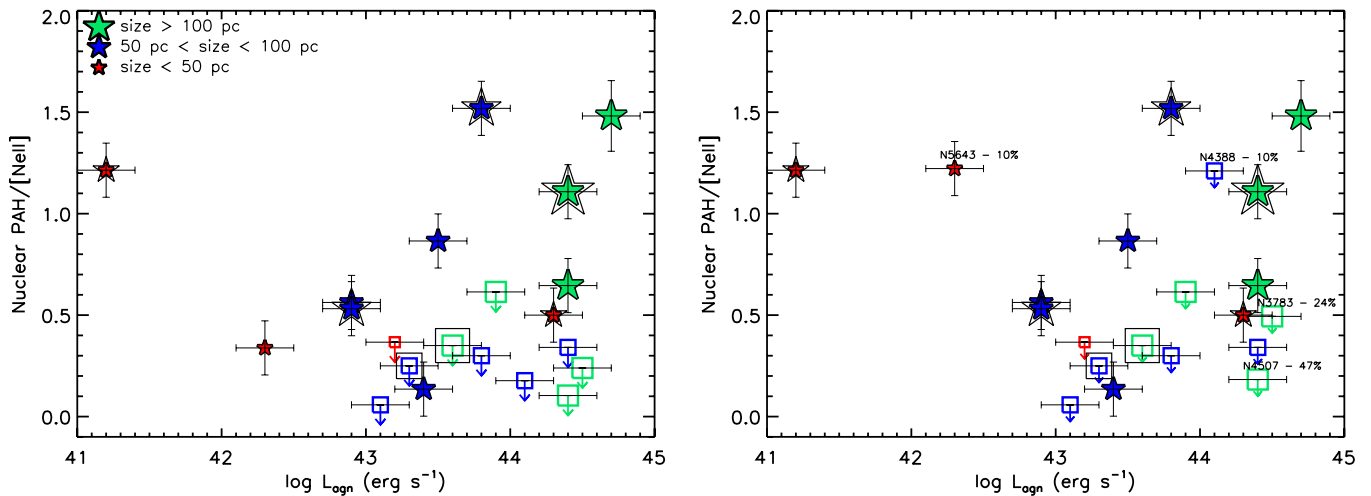 size > 100 pc
50 pc < size < 100 pc
size < 50 pc
Nuclear PAH/[NeII]
2.0
1.5
1.0
0.5
0.0
41 42 43 44 45
log Lagn (erg s⁻¹)
Nuclear PAH/[NeII]
2.0
1.5
1.0
0.5
0.0
N5643 - 10%
N4388 - 10%
N3783 - 24%
N4507 - 47%
41 42 43 44 45
log Lagn (erg s⁻¹)